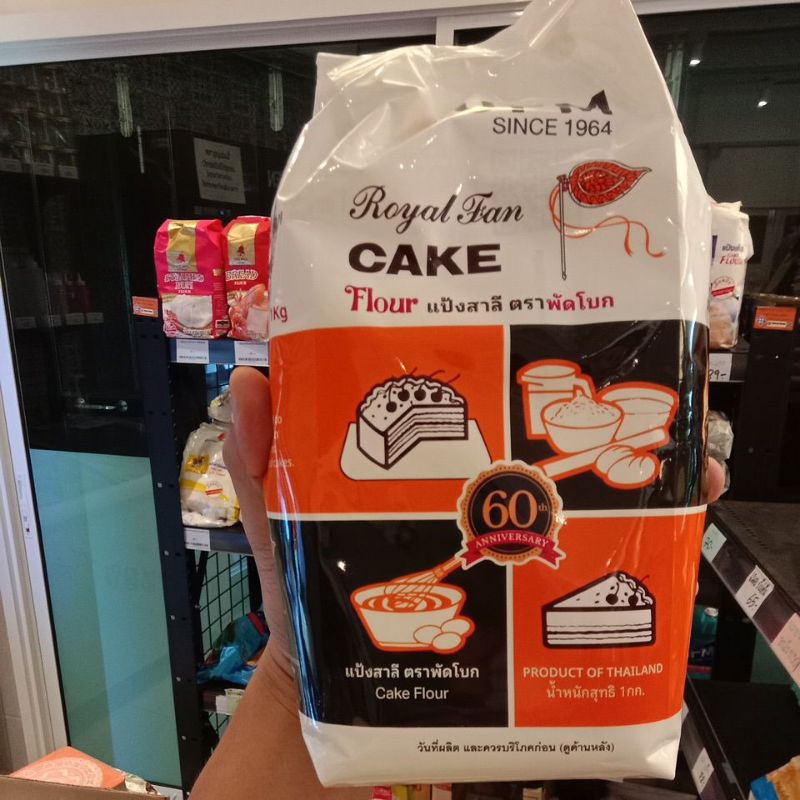 SINCE 1964
Royal Fan
CAKE
Flour แป้งสาลี ตราพัดโบก
Kg
60th
ANNIVERSARY
แป้งสาลี ตราพัดโบก
Cake Flour
PRODUCT OF THAILAND
น้ำหนักสุทธิ 1 กก.
วันที่ผลิต และควรบริโภคก่อน (ดูด้านหลัง)
BREAD
FLOUR